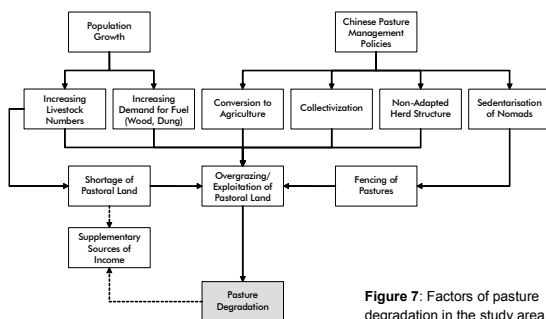 Population
Growth
Chinese Pasture
Management
Policies
Increasing
Livestock
Numbers
Increasing
Demand for Fuel
(Wood, Dung)
Conversion to
Agriculture
Collectivization
Non-Adapted
Herd Structure
Sedentarisation
of Nomads
Shortage of
Pastoral Land
Overgrazing/
Exploitation of
Pastoral Land
Fencing of
Pastures
Supplementary
Sources of
Income
Pasture
Degradation
Figure 7: Factors of pasture
degradation in the study area